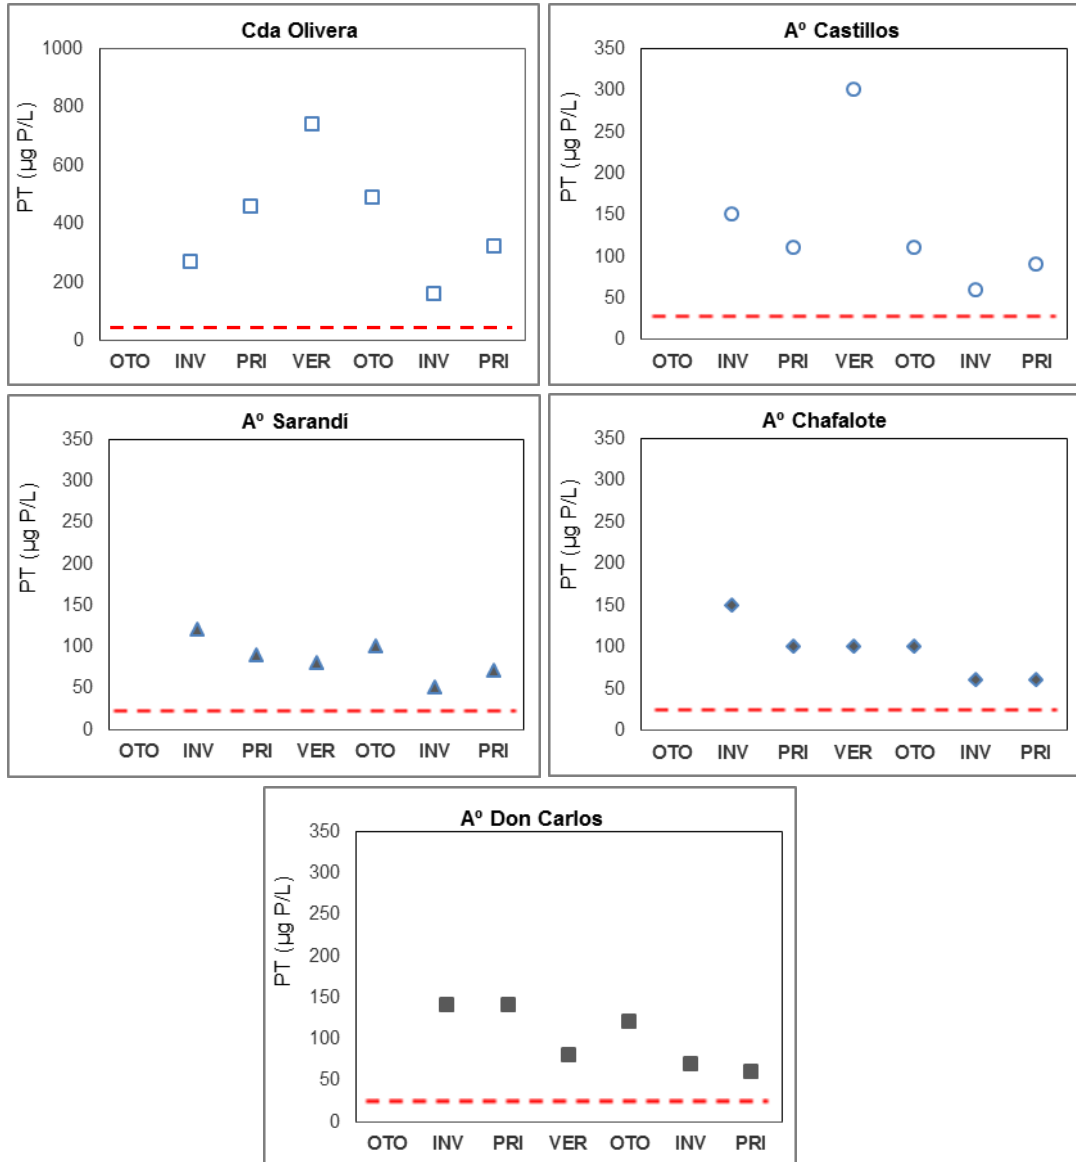 Cda Olivera
PT (µg P/L)
1000
800
600
400
200
0
OTO INV PRI VER OTO INV PRI
Aº Castillos
PT (µg P/L)
350
300
250
200
150
100
50
0
OTO INV PRI VER OTO INV PRI
Aº Sarandí
PT (µg P/L)
350
300
250
200
150
100
50
0
OTO INV PRI VER OTO INV PRI
Aº Chafalote
PT (µg P/L)
350
300
250
200
150
100
50
0
OTO INV PRI VER OTO INV PRI
Aº Don Carlos
PT (µg P/L)
350
300
250
200
150
100
50
0
OTO INV PRI VER OTO INV PRI